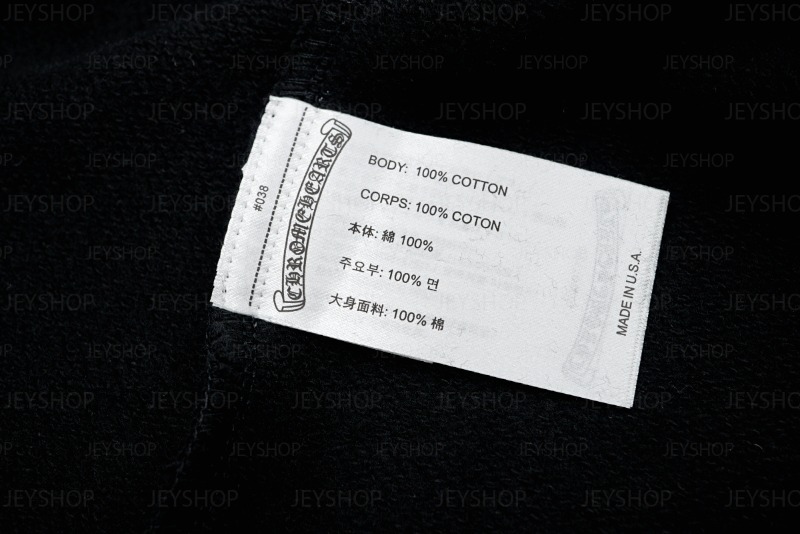 #038
CHROME HEARTS
BODY: 100% COTTON
CORPS: 100% COTON
本体: 綿 100%
주요부: 100% 면
大身面料: 100% 棉
MADE IN U.S.A.
JEYSHOP